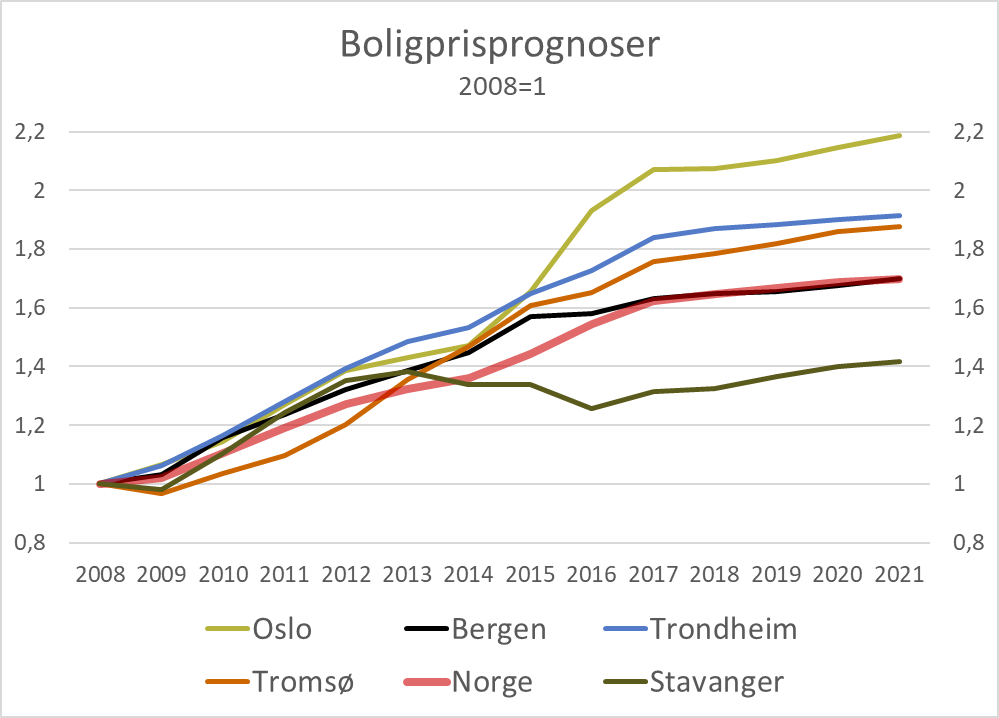 Boligprisprognoser
2008=1
2,2 2,2
2 2
1,8 1,8
1,6 1,6
1,4 1,4
1,2 1,2
1 1
0,8 0,8
2008 2009 2010 2011 2012 2013 2014 2015 2016 2017 2018 2019 2020 2021
Oslo Bergen Trondheim
Tromsø Norge Stavanger